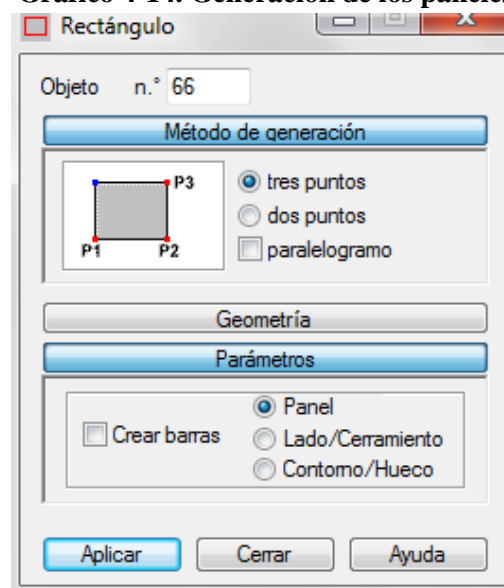 Gráfico 4-14. Generación de los paneles
Rectángulo
Objeto n.° 66
Método de generación
P3
P1 P2
tres puntos
dos puntos
paralelogramo
Geometría
Parámetros
Crear barras
Panel
Lado/Cerramiento
Contorno/Hueco
Aplicar Cerrar Ayuda